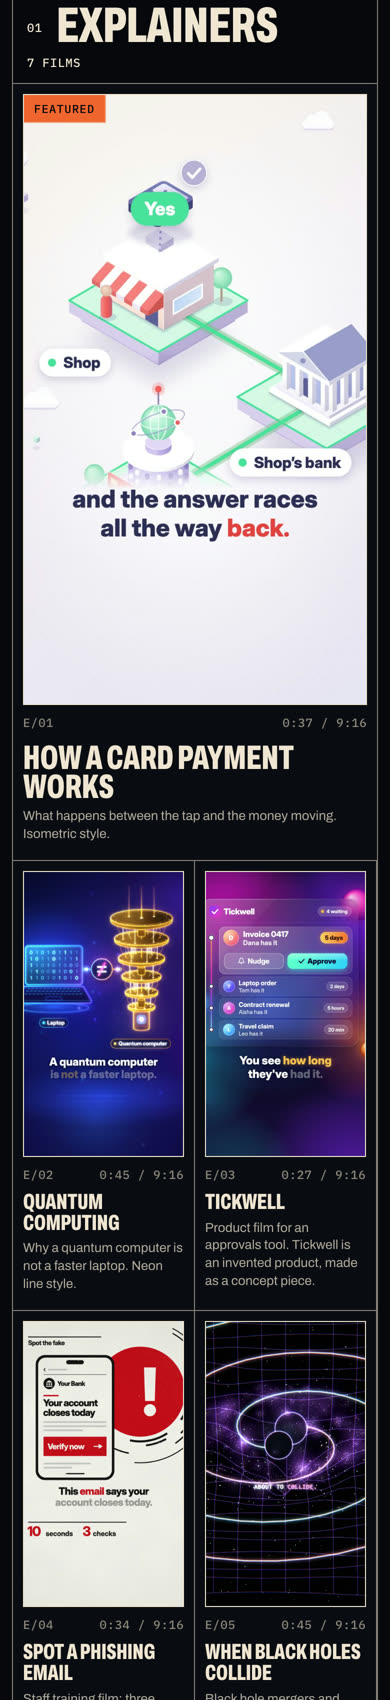 01 EXPLAINERS
7 FILMS
FEATURED
Yes
Shop
Shop's bank
and the answer races
all the way back.
E/01 0:37 / 9:16
HOW A CARD PAYMENT
WORKS
What happens between the tap and the money moving.
Isometric style.
≠
Laptop
Quantum computer
A quantum computer
is not a faster laptop.
E/02 0:45 / 9:16
QUANTUM
COMPUTING
Why a quantum computer is
not a faster laptop. Neon
line style.
Tickwell 4 waiting
D Invoice 0417 5 days
Dana has it
Nudge Approve
Laptop order 2 days
Tom has it
Contract renewal 5 hours
Aisha has it
Travel claim 20 min
Leo has it
You see how long
they've had it.
E/03 0:27 / 9:16
TICKWELL
Product film for an
approvals tool. Tickwell is
an invented product, made
as a concept piece.
Spot the fake
Your Bank
Your account
closes today
Verify now
!
This email says your
account closes today.
10 seconds 3 checks
E/04 0:34 / 9:16
SPOT A PHISHING
EMAIL
Staff training film: three
ABOUT TO COLLIDE.
E/05 0:45 / 9:16
WHEN BLACK HOLES
COLLIDE
Black hole mergers and